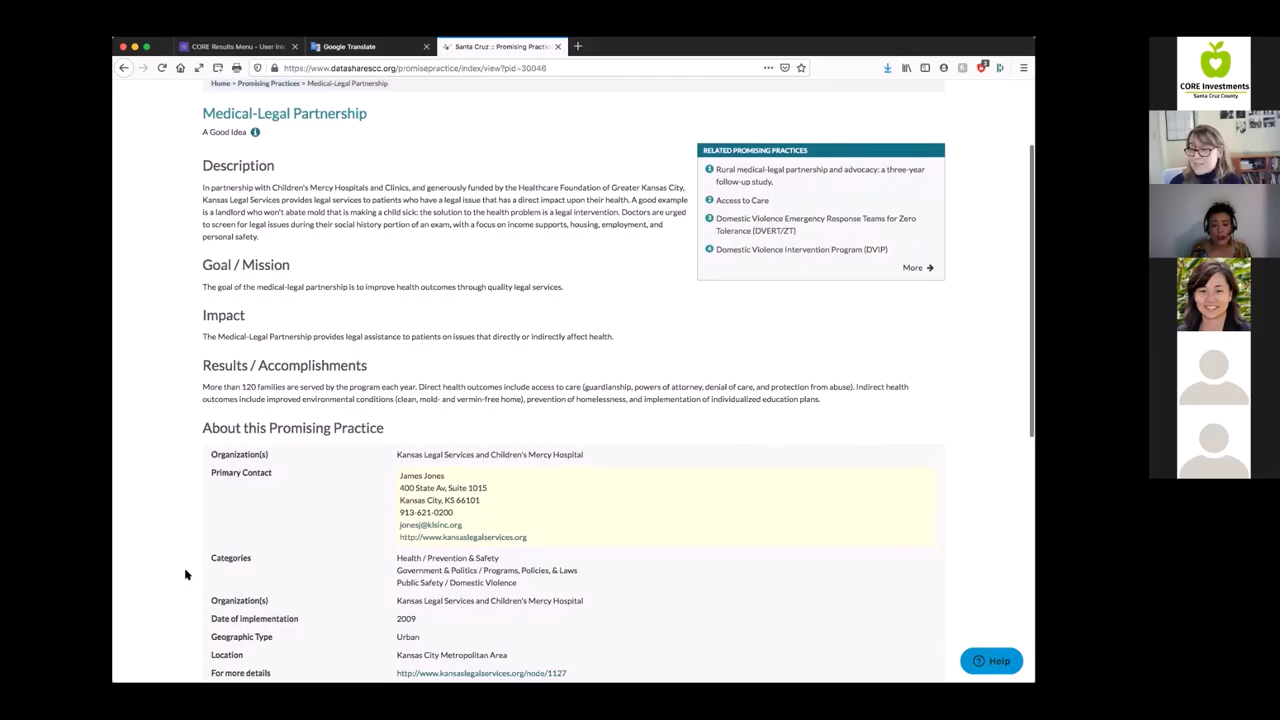 CORE Results Menu - User Int
Google Translate
Santa Cruz :: Promising Practic
https://www.datasharescc.org/promisepractice/index/view?pid=30046
Home > Promising Practices > Medical-Legal Partnership
Medical-Legal Partnership
A Good Idea
Description
In partnership with Children's Mercy Hospitals and Clinics, and generously funded by the Healthcare Foundation of Greater Kansas City,
Kansas Legal Services provides legal services to patients who have a legal issue that has a direct impact upon their health. A good example
is a landlord who won't abate mold that is making a child sick: the solution to the health problem is a legal intervention. Doctors are urged
to screen for legal issues during their social history portion of an exam, with a focus on income supports, housing, employment, and
personal safety.
RELATED PROMISING PRACTICES
1 Rural medical-legal partnership and advocacy: a three-year
follow-up study.
2 Access to Care
3 Domestic Violence Emergency Response Teams for Zero
Tolerance (DVERT/ZT)
4 Domestic Violence Intervention Program (DVIP)
More
Goal / Mission
The goal of the medical-legal partnership is to improve health outcomes through quality legal services.
Impact
The Medical-Legal Partnership provides legal assistance to patients on issues that directly or indirectly affect health.
Results / Accomplishments
More than 120 families are served by the program each year. Direct health outcomes include access to care (guardianship, powers of attorney, denial of care, and protection from abuse). Indirect health
outcomes include improved environmental conditions (clean, mold- and vermin-free home), prevention of homelessness, and implementation of individualized education plans.
About this Promising Practice
Organization(s) Kansas Legal Services and Children's Mercy Hospital
Primary Contact James Jones
400 State Av, Suite 1015
Kansas City, KS 66101
913-621-0200
jonesj@klsinc.org
http://www.kansaslegalservices.org
Categories Health / Prevention & Safety
Government & Politics / Programs, Policies, & Laws
Public Safety / Domestic Violence
Organization(s) Kansas Legal Services and Children's Mercy Hospital
Date of implementation 2009
Geographic Type Urban
Location Kansas City Metropolitan Area
For more details http://www.kansaslegalservices.org/node/1127
Help
CORE Investments
Santa Cruz County